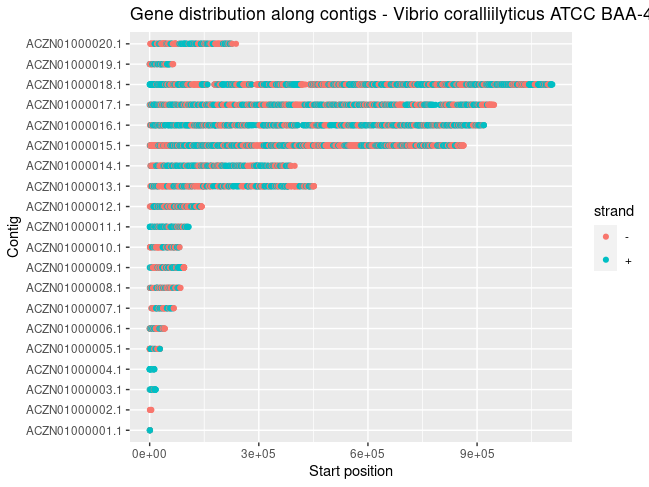 Gene distribution along contigs - Vibrio coralliilyticus ATCC BAA-4
ACZN01000020.1
ACZN01000019.1
ACZN01000018.1
ACZN01000017.1
ACZN01000016.1
ACZN01000015.1
ACZN01000014.1
ACZN01000013.1
ACZN01000012.1
ACZN01000011.1
ACZN01000010.1
ACZN01000009.1
ACZN01000008.1
ACZN01000007.1
ACZN01000006.1
ACZN01000005.1
ACZN01000004.1
ACZN01000003.1
ACZN01000002.1
ACZN01000001.1
Contig
0e+00 3e+05 6e+05 9e+05
Start position
strand
-
+